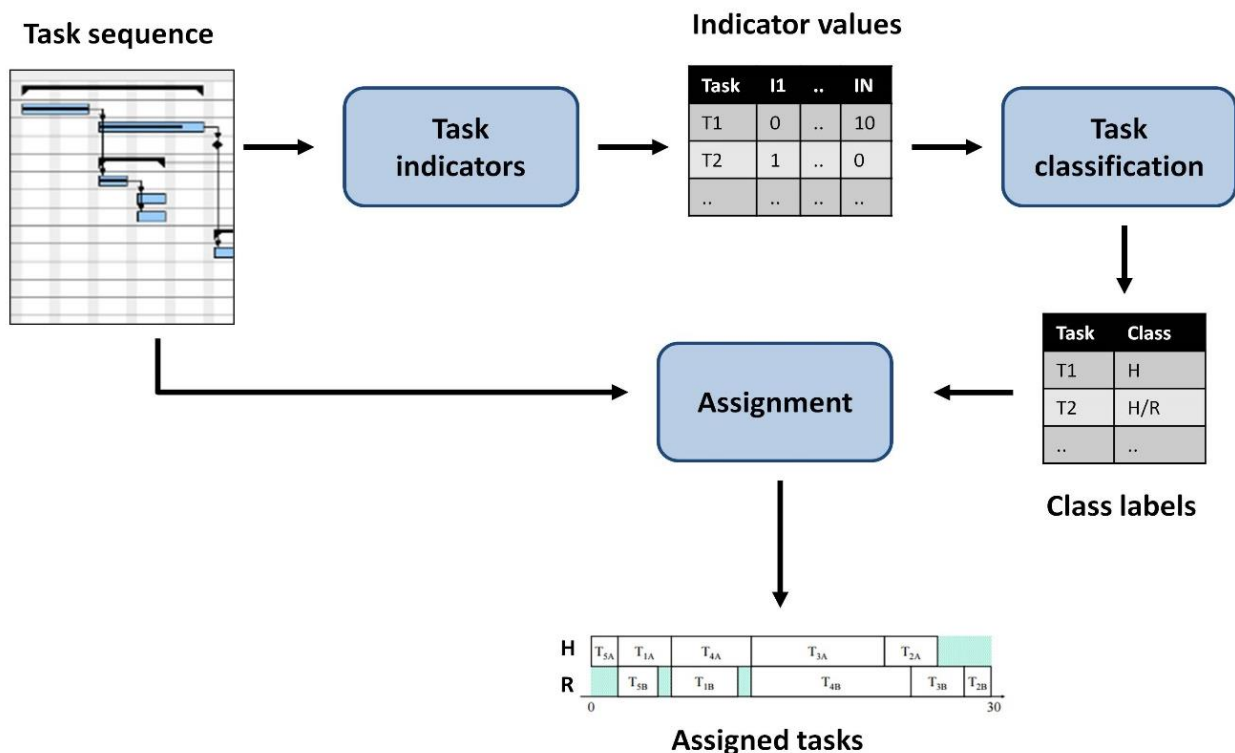 Task sequence
Indicator values
Task I1 .. IN
T1 0 .. 10
T2 1 .. 0
.. .. .. ..
Task
indicators
Task
classification
Task Class
T1 H
T2 H/R
.. ..
Class labels
Assignment
H T5A T1A T4A T3A T2A
R T5B T1B T4B T3B T2B
0 30
Assigned tasks